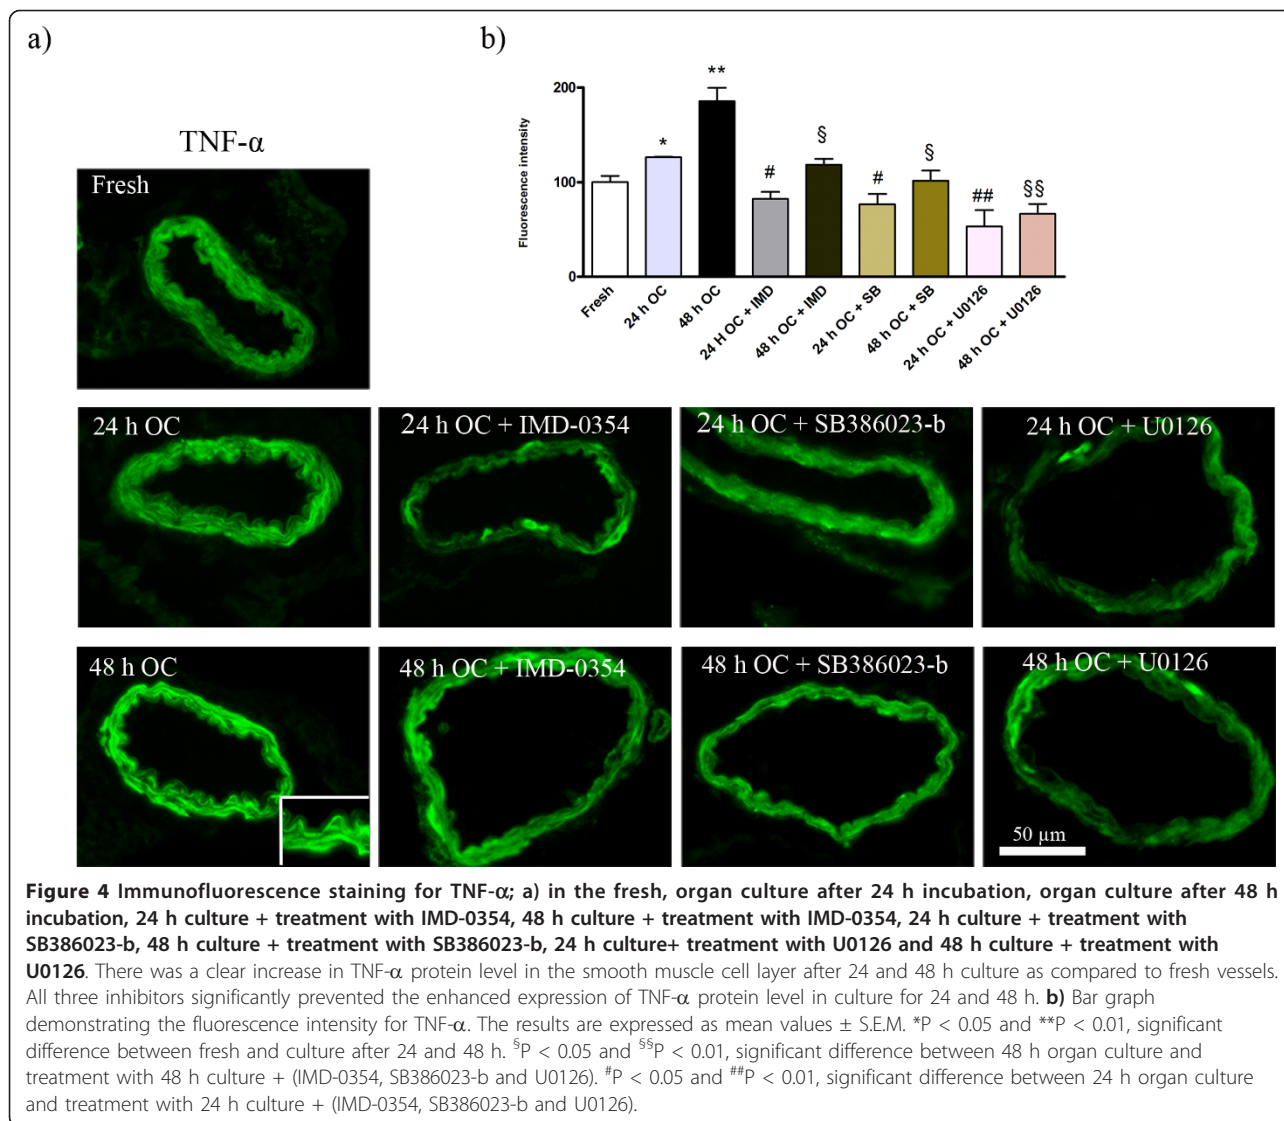 a)
b)
TNF-α
Fresh
Fluorescence intensity
200
100
0
*
**
#
§
#
§
##
§§
Fresh
24 h OC
48 h OC
24 H OC + IMD
48 h OC + IMD
24 h OC + SB
48 h OC + SB
24 h OC + U0126
48 h OC + U0126
24 h OC
24 h OC + IMD-0354
24 h OC + SB386023-b
24 h OC + U0126
48 h OC
48 h OC + IMD-0354
48 h OC + SB386023-b
48 h OC + U0126
50 µm
Figure 4 Immunofluorescence staining for TNF-α; a) in the fresh, organ culture after 24 h incubation, organ culture after 48 h
incubation, 24 h culture + treatment with IMD-0354, 48 h culture + treatment with IMD-0354, 24 h culture + treatment with
SB386023-b, 48 h culture + treatment with SB386023-b, 24 h culture+ treatment with U0126 and 48 h culture + treatment with
U0126. There was a clear increase in TNF-α protein level in the smooth muscle cell layer after 24 and 48 h culture as compared to fresh vessels.
All three inhibitors significantly prevented the enhanced expression of TNF-α protein level in culture for 24 and 48 h. b) Bar graph
demonstrating the fluorescence intensity for TNF-α. The results are expressed as mean values ± S.E.M. *P < 0.05 and **P < 0.01, significant
difference between fresh and culture after 24 and 48 h. §P < 0.05 and §§P < 0.01, significant difference between 48 h organ culture and
treatment with 48 h culture + (IMD-0354, SB386023-b and U0126). #P < 0.05 and ##P < 0.01, significant difference between 24 h organ culture
and treatment with 24 h culture + (IMD-0354, SB386023-b and U0126).